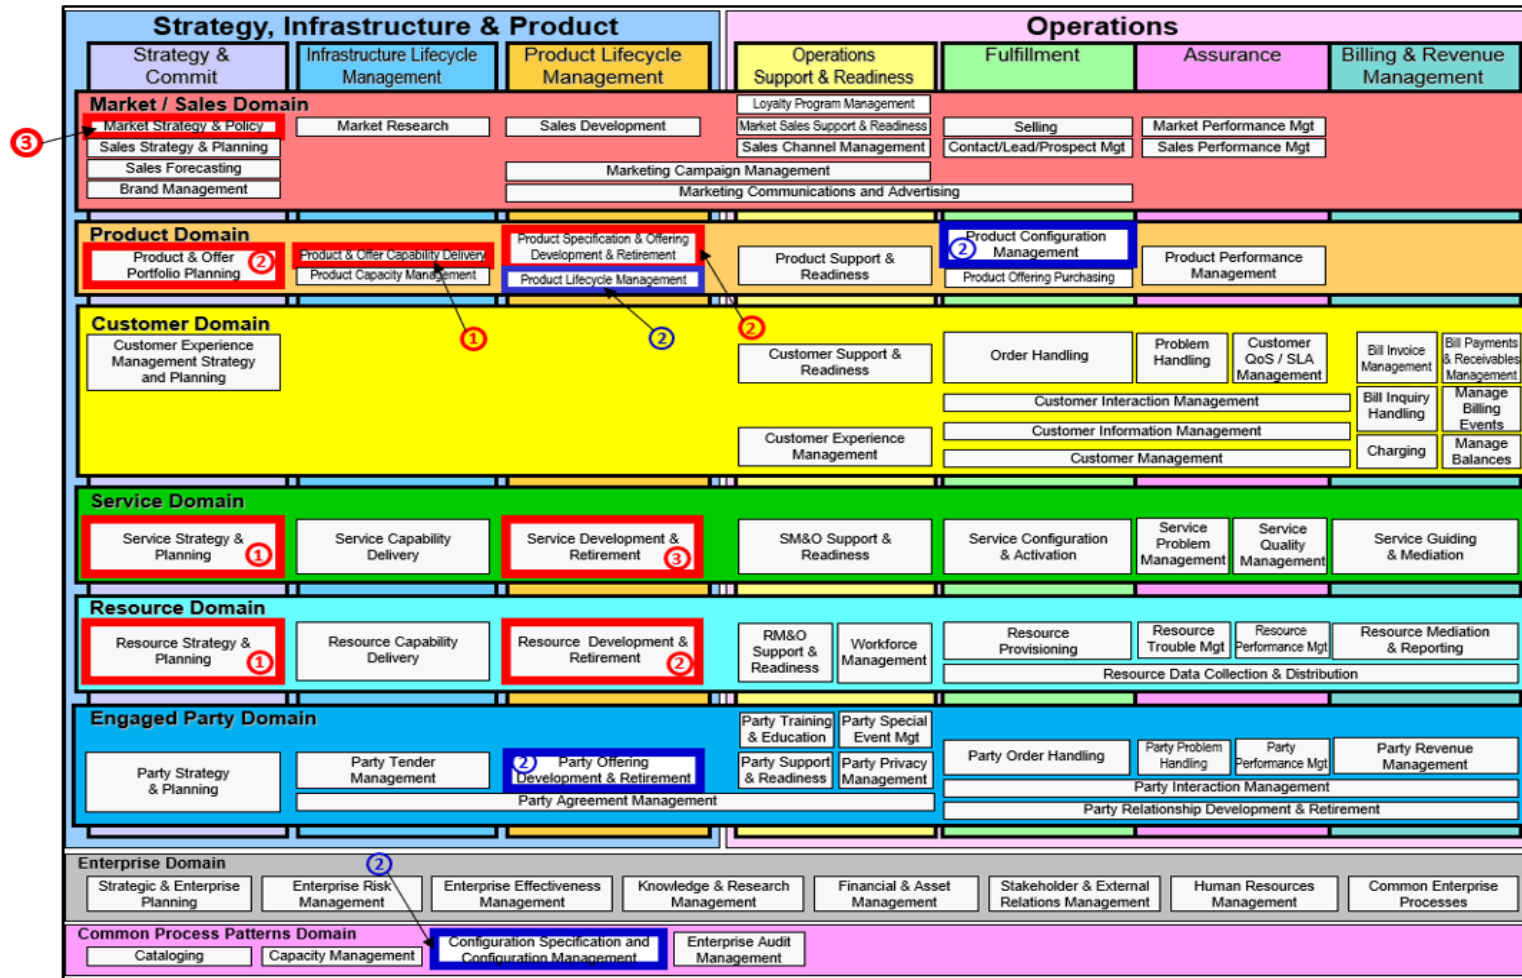 Strategy, Infrastructure & Product
Operations
Strategy &
Commit
Infrastructure Lifecycle
Management
Product Lifecycle
Management
Operations
Support & Readiness
Fulfillment
Assurance
Billing & Revenue
Management
Market / Sales Domain
Loyalty Program Management
3
Market Strategy & Policy
Market Research
Sales Development
Market Sales Support & Readiness
Selling
Market Performance Mgt
Sales Strategy & Planning
Sales Channel Management
Contact/Lead/Prospect Mgt
Sales Performance Mgt
Sales Forecasting
Marketing Campaign Management
Brand Management
Marketing Communications and Advertising
Product Domain
Product & Offer
Portfolio Planning
2
Product & Offer Capability Delivery
Product Capacity Management
Product Specification & Offering
Development & Retirement
Product Lifecycle Management
Product Support &
Readiness
2
Product Configuration
Management
Product Offering Purchasing
Product Performance
Management
1
2
2
Customer Domain
Customer Experience
Management Strategy
and Planning
Customer Support &
Readiness
Order Handling
Problem
Handling
Customer
QoS / SLA
Management
Bill Invoice
Management
Bill Payments
& Receivables
Management
Customer Interaction Management
Bill Inquiry
Handling
Manage
Billing
Events
Customer Experience
Management
Customer Information Management
Customer Management
Charging
Manage
Balances
Service Domain
Service Strategy &
Planning
1
Service Capability
Delivery
Service Development &
Retirement
3
SM&O Support &
Readiness
Service Configuration
& Activation
Service
Problem
Management
Service
Quality
Management
Service Guiding
& Mediation
Resource Domain
Resource Strategy &
Planning
1
Resource Capability
Delivery
Resource Development &
Retirement
2
RM&O
Support &
Readiness
Workforce
Management
Resource
Provisioning
Resource
Trouble Mgt
Resource
Performance Mgt
Resource Mediation
& Reporting
Resource Data Collection & Distribution
Engaged Party Domain
Party Strategy
& Planning
Party Tender
Management
2
Party Offering
Development & Retirement
Party Training
& Education
Party Special
Event Mgt
Party Support
& Readiness
Party Privacy
Management
Party Order Handling
Party Problem
Handling
Party
Performance Mgt
Party Revenue
Management
Party Agreement Management
Party Interaction Management
Party Relationship Development & Retirement
Enterprise Domain
2
Strategic & Enterprise
Planning
Enterprise Risk
Management
Enterprise Effectiveness
Management
Knowledge & Research
Management
Financial & Asset
Management
Stakeholder & External
Relations Management
Human Resources
Management
Common Enterprise
Processes
Common Process Patterns Domain
Cataloging
Capacity Management
Configuration Specification and
Configuration Management
Enterprise Audit
Management